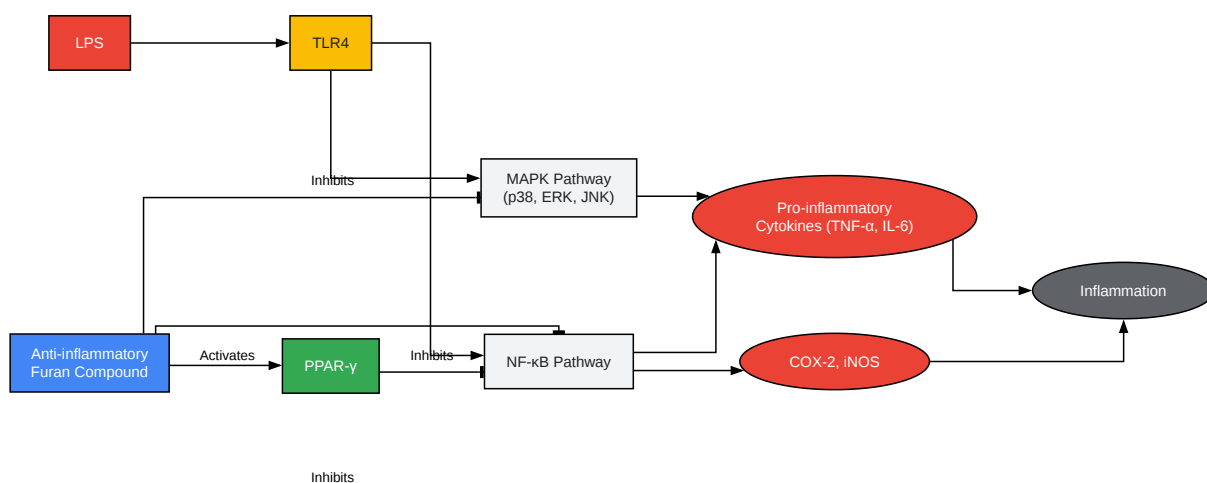 LPS
TLR4
Inhibits
MAPK Pathway
(p38, ERK, JNK)
Pro-inflammatory
Cytokines (TNF-α, IL-6)
Inflammation
Anti-inflammatory
Furan Compound
Activates
PPAR-γ
Inhibits
NF-κB Pathway
COX-2, iNOS
Inhibits